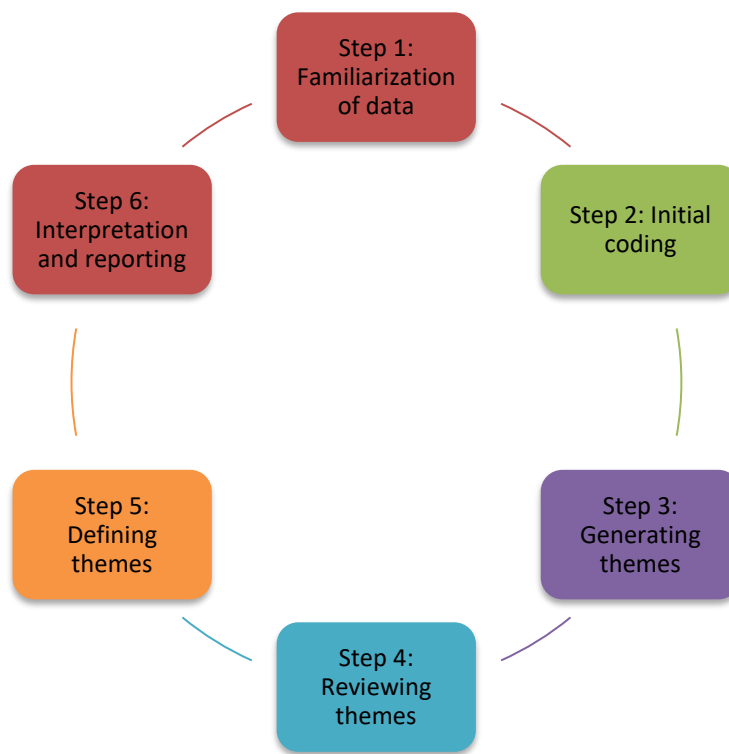 Step 1:
Familiarization
of data
Step 2: Initial
coding
Step 3:
Generating
themes
Step 4:
Reviewing
themes
Step 5:
Defining
themes
Step 6:
Interpretation
and reporting